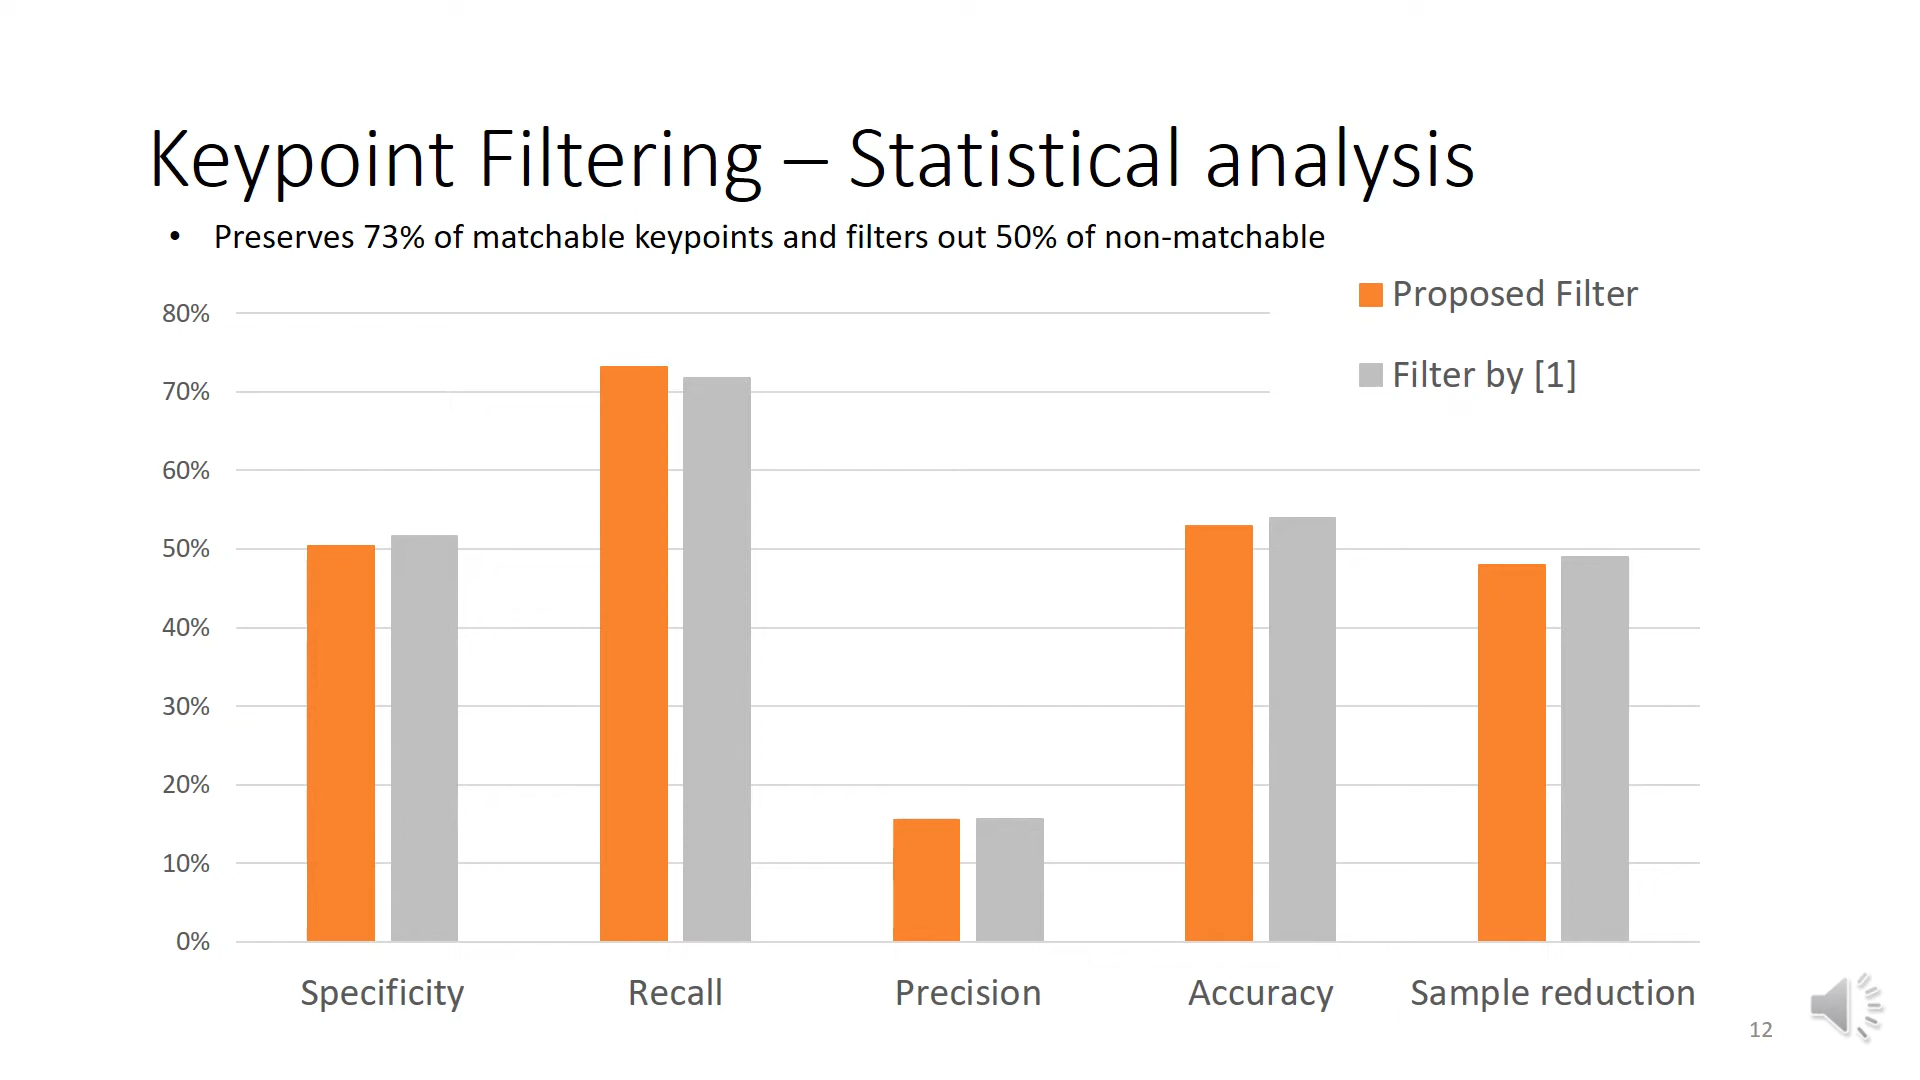 Keypoint Filtering – Statistical analysis
• Preserves 73% of matchable keypoints and filters out 50% of non-matchable
Proposed Filter
Filter by [1]
80%
70%
60%
50%
40%
30%
20%
10%
0%
Specificity
Recall
Precision
Accuracy
Sample reduction
12